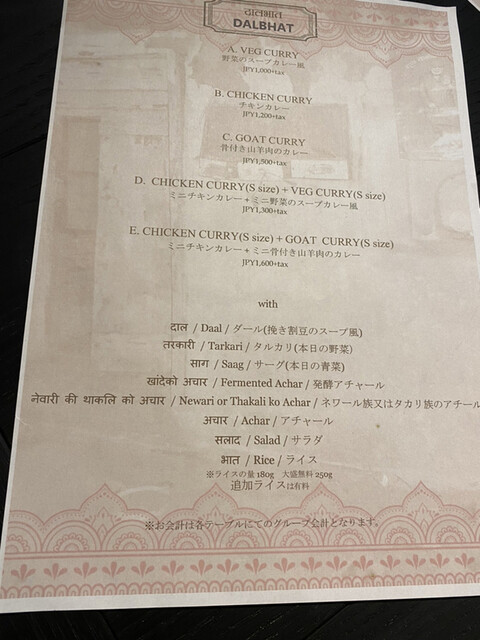 दालभात
DALBHAT
A. VEG CURRY
野菜のスープカレー風
JPY1,000+tax
B. CHICKEN CURRY
チキンカレー
JPY1,200+tax
C. GOAT CURRY
骨付き山羊肉のカレー
JPY1,500+tax
D. CHICKEN CURRY(S size) + VEG CURRY(S size)
ミニチキンカレー + ミニ野菜のスープカレー風
JPY1,300+tax
E. CHICKEN CURRY(S size) + GOAT CURRY(S size)
ミニチキンカレー + ミニ骨付き山羊肉のカレー
JPY1,600+tax
with
दाल / Daal / ダール(挽き割豆のスープ風)
तरकारी / Tarkari / タルカリ(本日の野菜)
साग / Saag / サーグ(本日の青菜)
खांदेको अचार / Fermented Achar / 発酵アチャール
नेवारी की थाकलि को अचार / Newari or Thakali ko Achar / ネワール族又はタカリ族のアチール
अचार / Achar / アチャール
सलाद / Salad / サラダ
भात / Rice / ライス
※ライスの量 180g 大盛無料 250g
追加ライスは有料
※お会計は各テーブルにてのグループ会計となります。